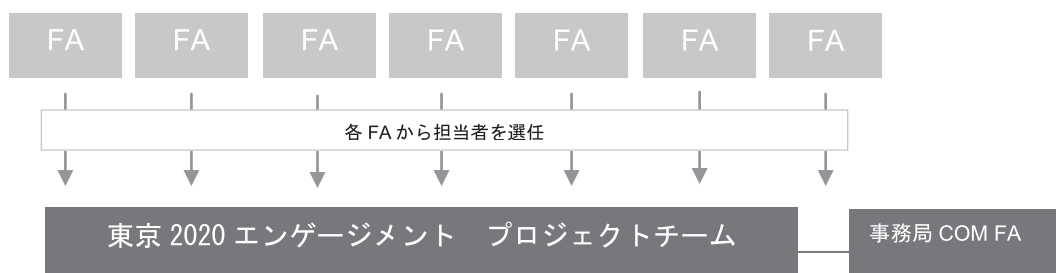 FA FA FA FA FA FA FA
各 FA から担当者を選任
東京 2020 エンゲージメント　プロジェクトチーム
事務局 COM FA